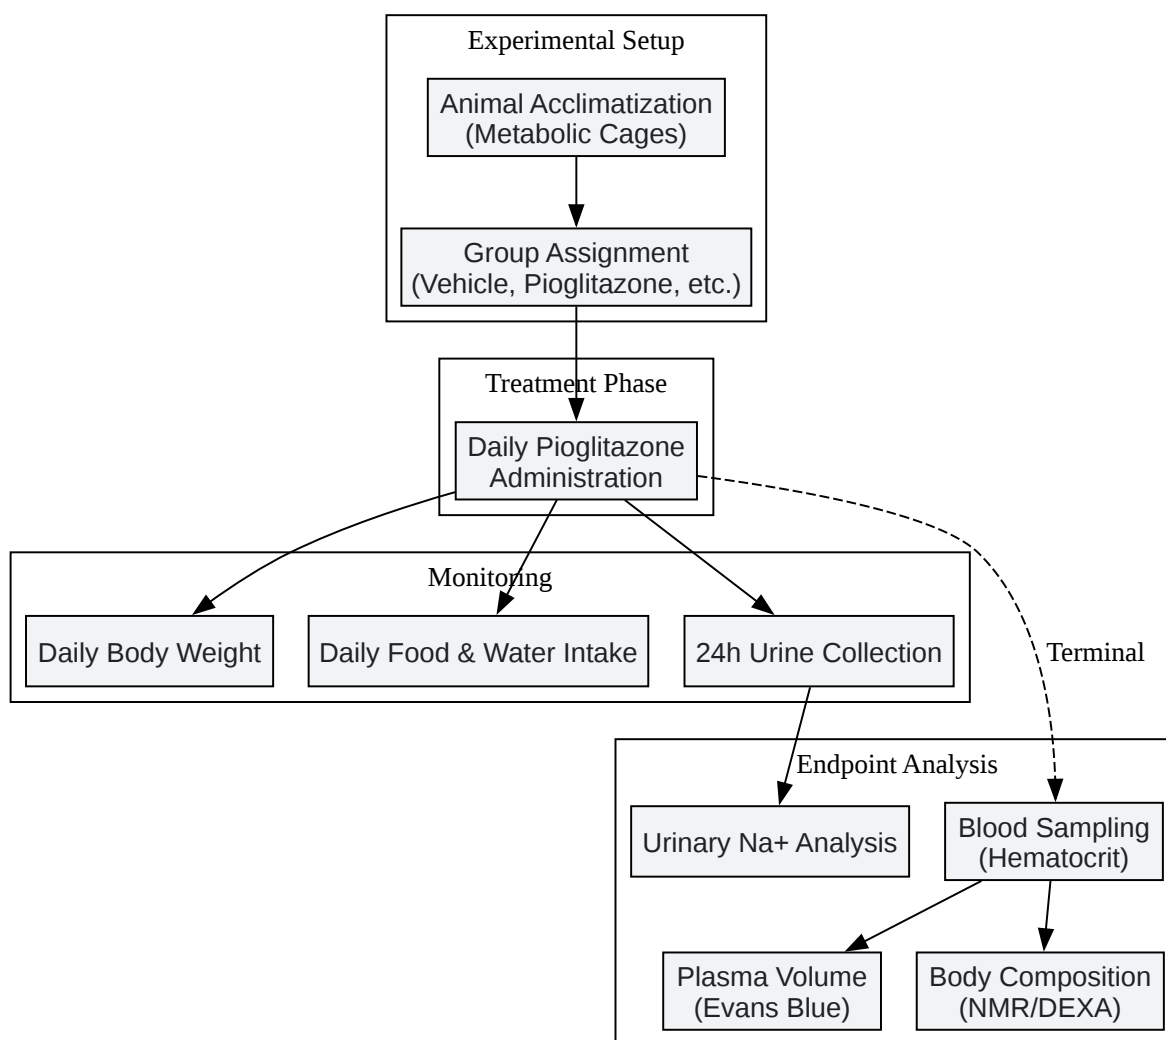 Experimental Setup
Animal Acclimatization
(Metabolic Cages)
Group Assignment
(Vehicle, Pioglitazone, etc.)
Treatment Phase
Daily Pioglitazone
Administration
Monitoring
Daily Body Weight
Daily Food & Water Intake
24h Urine Collection
Terminal
Endpoint Analysis
Urinary Na+ Analysis
Blood Sampling
(Hematocrit)
Plasma Volume
(Evans Blue)
Body Composition
(NMR/DEXA)